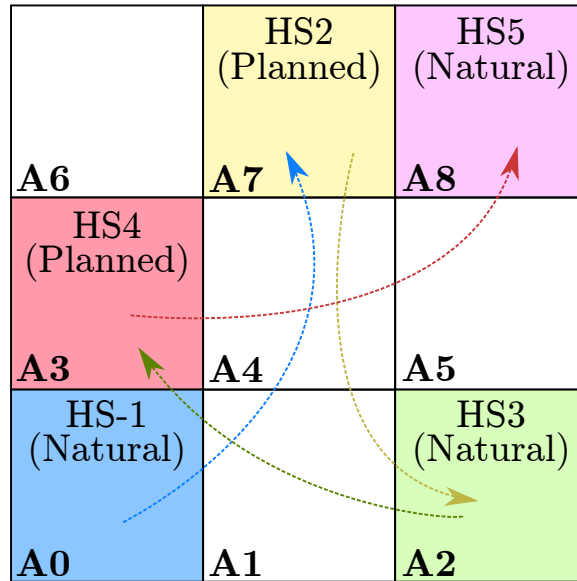 HS2
(Planned)
HS5
(Natural)
A6
A7
A8
HS4
(Planned)
A3
A4
A5
HS-1
(Natural)
HS3
(Natural)
A0
A1
A2